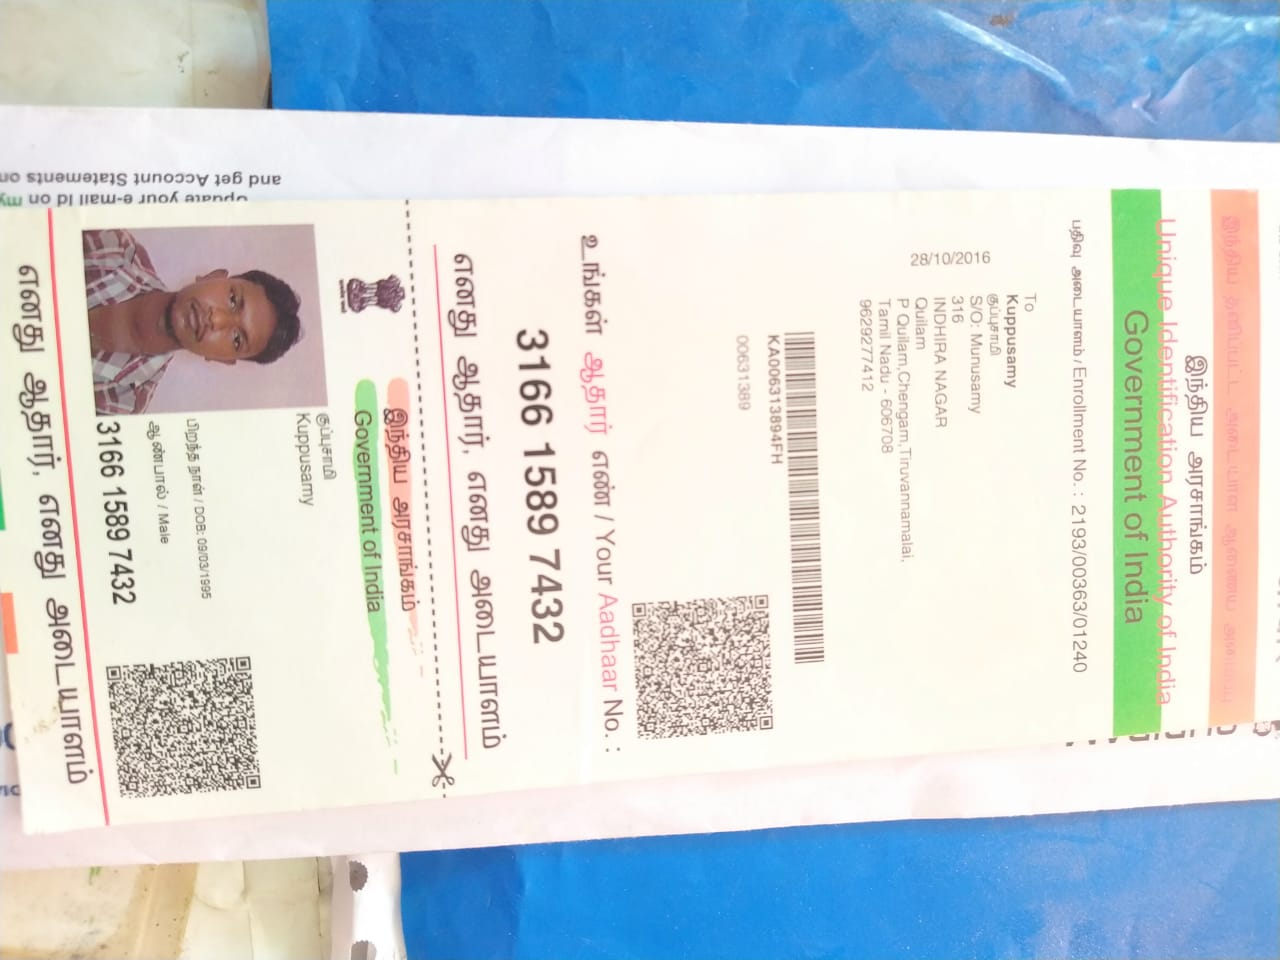 இந்திய அரசாங்கம்
Unique Identification Authority of India
Government of India
பதிவு அடையாளம் / Enrollment No. : 2193/00363/01240
28/10/2016
To
Kuppusamy
குப்புசாமி
S/O: Munusamy
316
INDHIRA NAGAR
Quilam
P Quilam,Chengam,Tiruvannamalai,
Tamil Nadu - 606708
9629277412
KA006313894FH
00631389
உங்கள் ஆதார் எண் / Your Aadhaar No. :
3166 1589 7432
எனது ஆதார், எனது அடையாளம்
இந்திய அரசாங்கம்
Government of India
குப்புசாமி
Kuppusamy
பிறந்த நாள் / DOB: 09/03/1995
ஆண்பால் / Male
3166 1589 7432
எனது ஆதார், எனது அடையாளம்
update your e-mail Id on my
and get Account Statements on